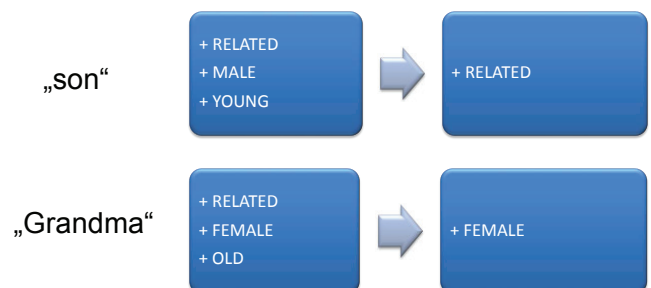 „son“
+ RELATED
+ MALE
+ YOUNG
+ RELATED
„Grandma“
+ RELATED
+ FEMALE
+ OLD
+ FEMALE